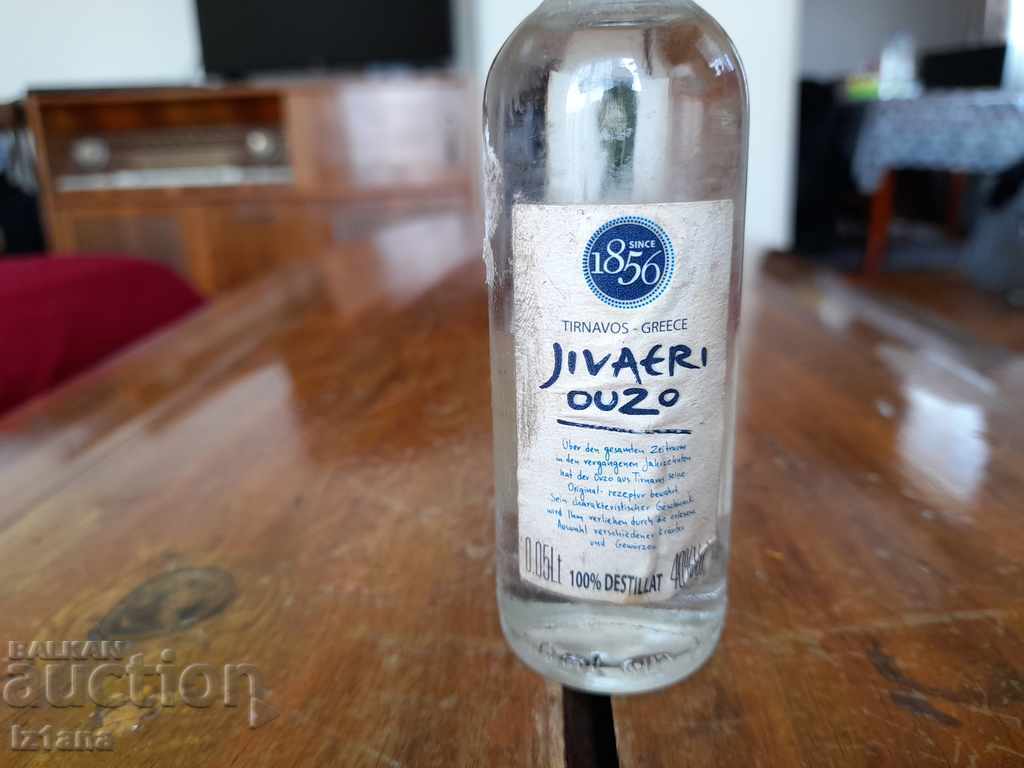 SINCE
1856
TIRNAVOS - GREECE
JIVAERI
OUZO
Über den gesamten Zeitraum
in den vergangenen Jahrzehnten
hat der Ouzo aus Tirnavos seine
Original-rezeptur bewahrt
Sein charakteristischer Geschmack
wird Ihm verliehen durch die erlesene
Auswahl verschiedener Kräuter
und Gewürzen
0.05Lt 100% DESTILLAT 40%
BALKAN
auction
Iztana